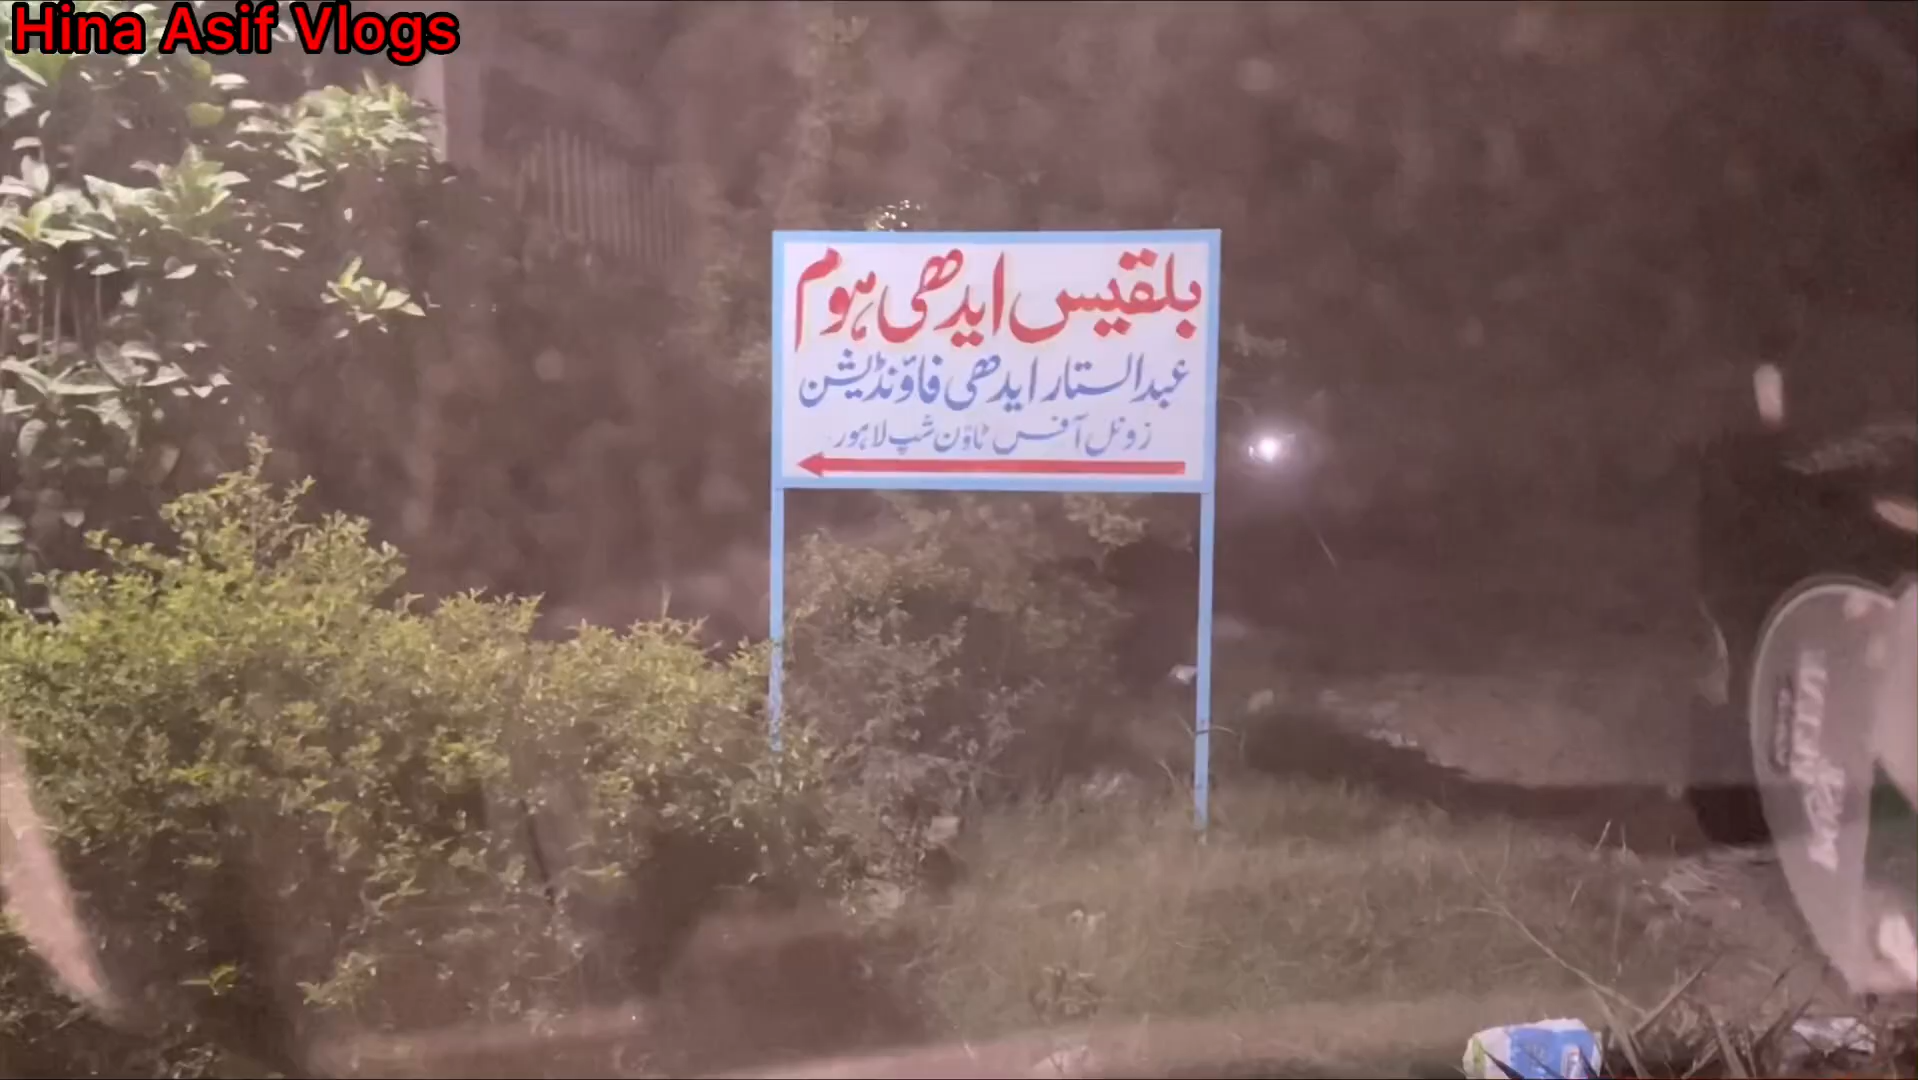 Hina Asif Vlogs
بلقیس ایدھی ہوم
عبدالستار ایدھی فاؤنڈیشن
زونل آفس ٹاؤن شپ لاہور